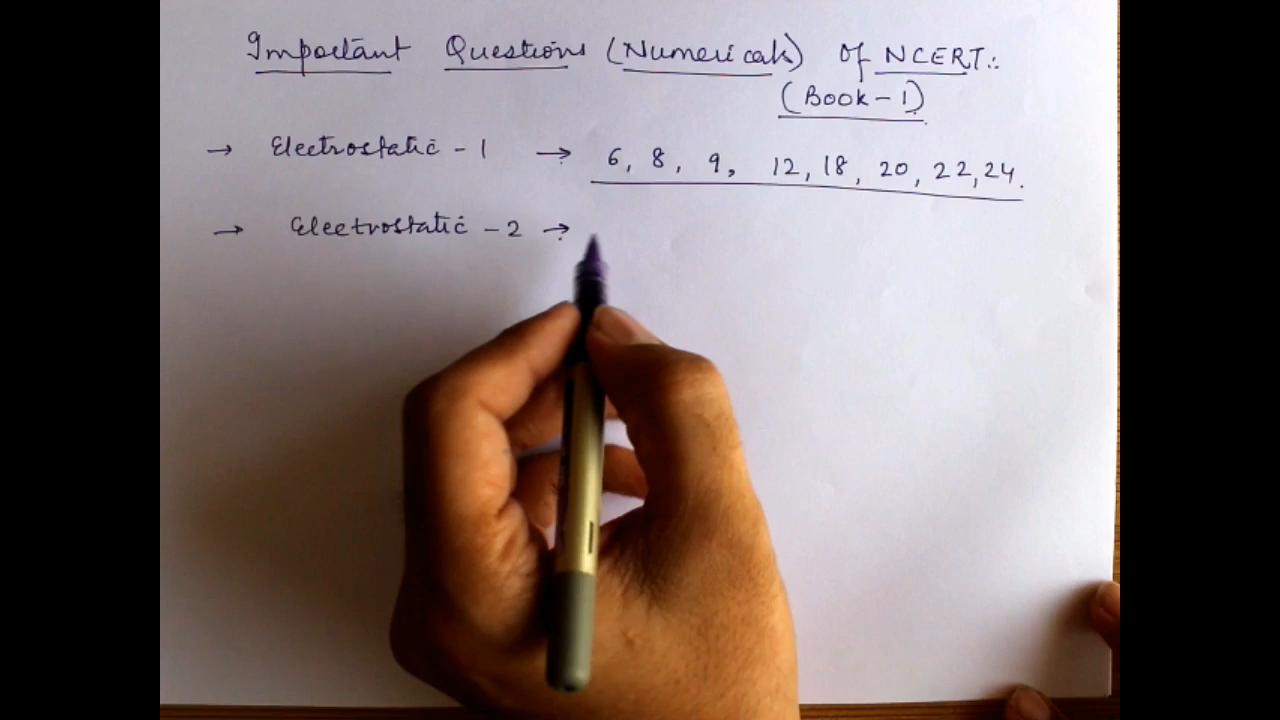 Important Questions (Numericals) of NCERT:
(Book-1)
→ Electrostatic - 1 → 6, 8, 9, 12, 18, 20, 22, 24.
→ Electrostatic - 2 →